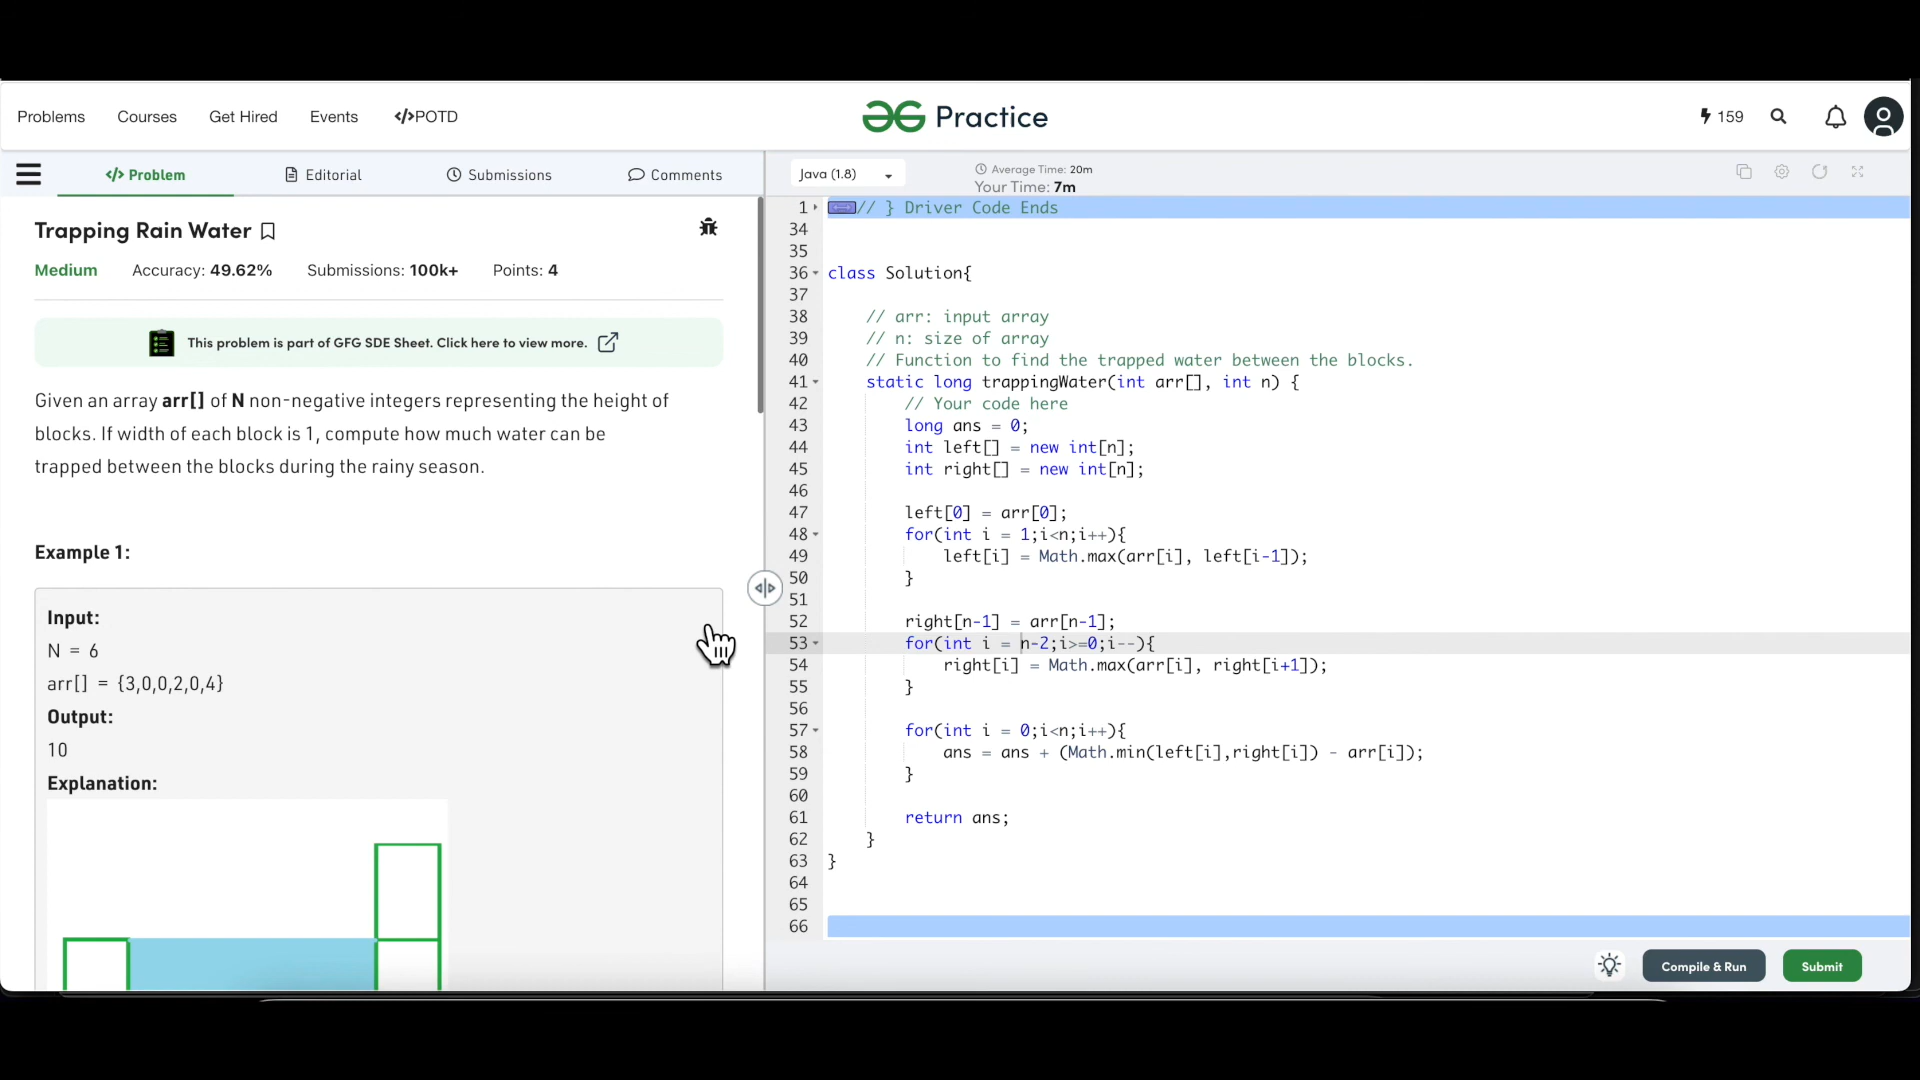 Problems Courses Get Hired Events </>POTD
Practice
159
</> Problem Editorial Submissions Comments
Trapping Rain Water
Medium Accuracy: 49.62% Submissions: 100k+ Points: 4
This problem is part of GFG SDE Sheet. Click here to view more.
Given an array arr[] of N non-negative integers representing the height of
blocks. If width of each block is 1, compute how much water can be
trapped between the blocks during the rainy season.
Example 1:
Input:
N = 6
arr[] = {3,0,0,2,0,4}
Output:
10
Explanation:
Java (1.8)
Average Time: 20m
Your Time: 7m
1 // } Driver Code Ends
34
35
36 class Solution{
37
38 // arr: input array
39 // n: size of array
40 // Function to find the trapped water between the blocks.
41 static long trappingWater(int arr[], int n) {
42 // Your code here
43 long ans = 0;
44 int left[] = new int[n];
45 int right[] = new int[n];
46
47 left[0] = arr[0];
48 for(int i = 1;i<n;i++){
49 left[i] = Math.max(arr[i], left[i-1]);
50 }
51
52 right[n-1] = arr[n-1];
53 for(int i = n-2;i>=0;i--){
54 right[i] = Math.max(arr[i], right[i+1]);
55 }
56
57 for(int i = 0;i<n;i++){
58 ans = ans + (Math.min(left[i],right[i]) - arr[i]);
59 }
60
61 return ans;
62 }
63 }
64
65
66
Compile & Run Submit